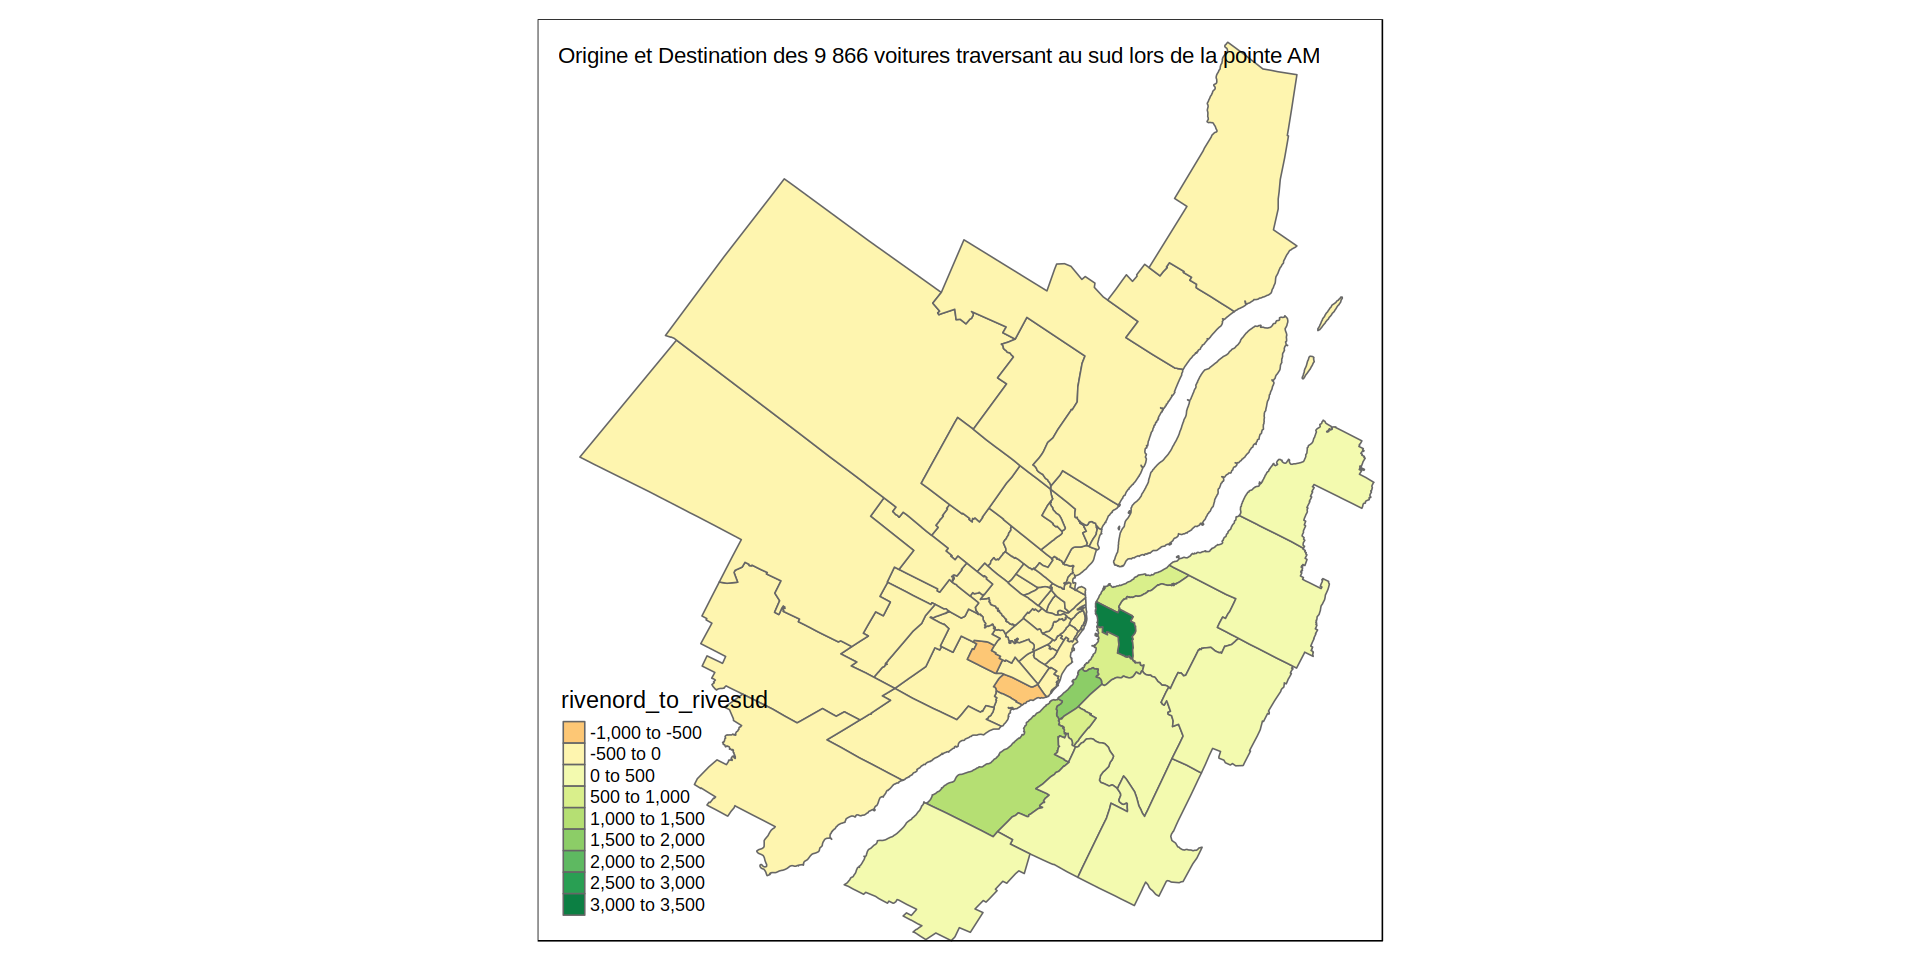 Origine et Destination des 9 866 voitures traversant au sud lors de la pointe AM
rivenord_to_rivesud
-1,000 to -500
-500 to 0
0 to 500
500 to 1,000
1,000 to 1,500
1,500 to 2,000
2,000 to 2,500
2,500 to 3,000
3,000 to 3,500